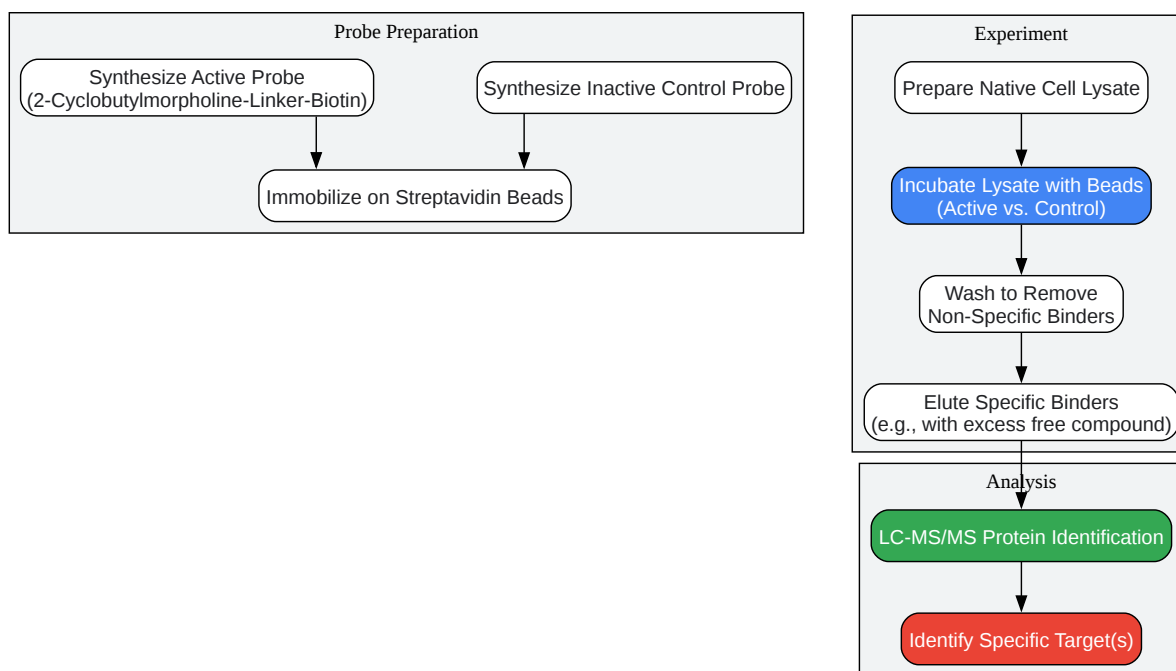 Probe Preparation
Synthesize Active Probe
(2-Cyclobutylmorpholine-Linker-Biotin)
Synthesize Inactive Control Probe
Immobilize on Streptavidin Beads
Experiment
Prepare Native Cell Lysate
Incubate Lysate with Beads
(Active vs. Control)
Wash to Remove
Non-Specific Binders
Elute Specific Binders
(e.g., with excess free compound)
Analysis
LC-MS/MS Protein Identification
Identify Specific Target(s)